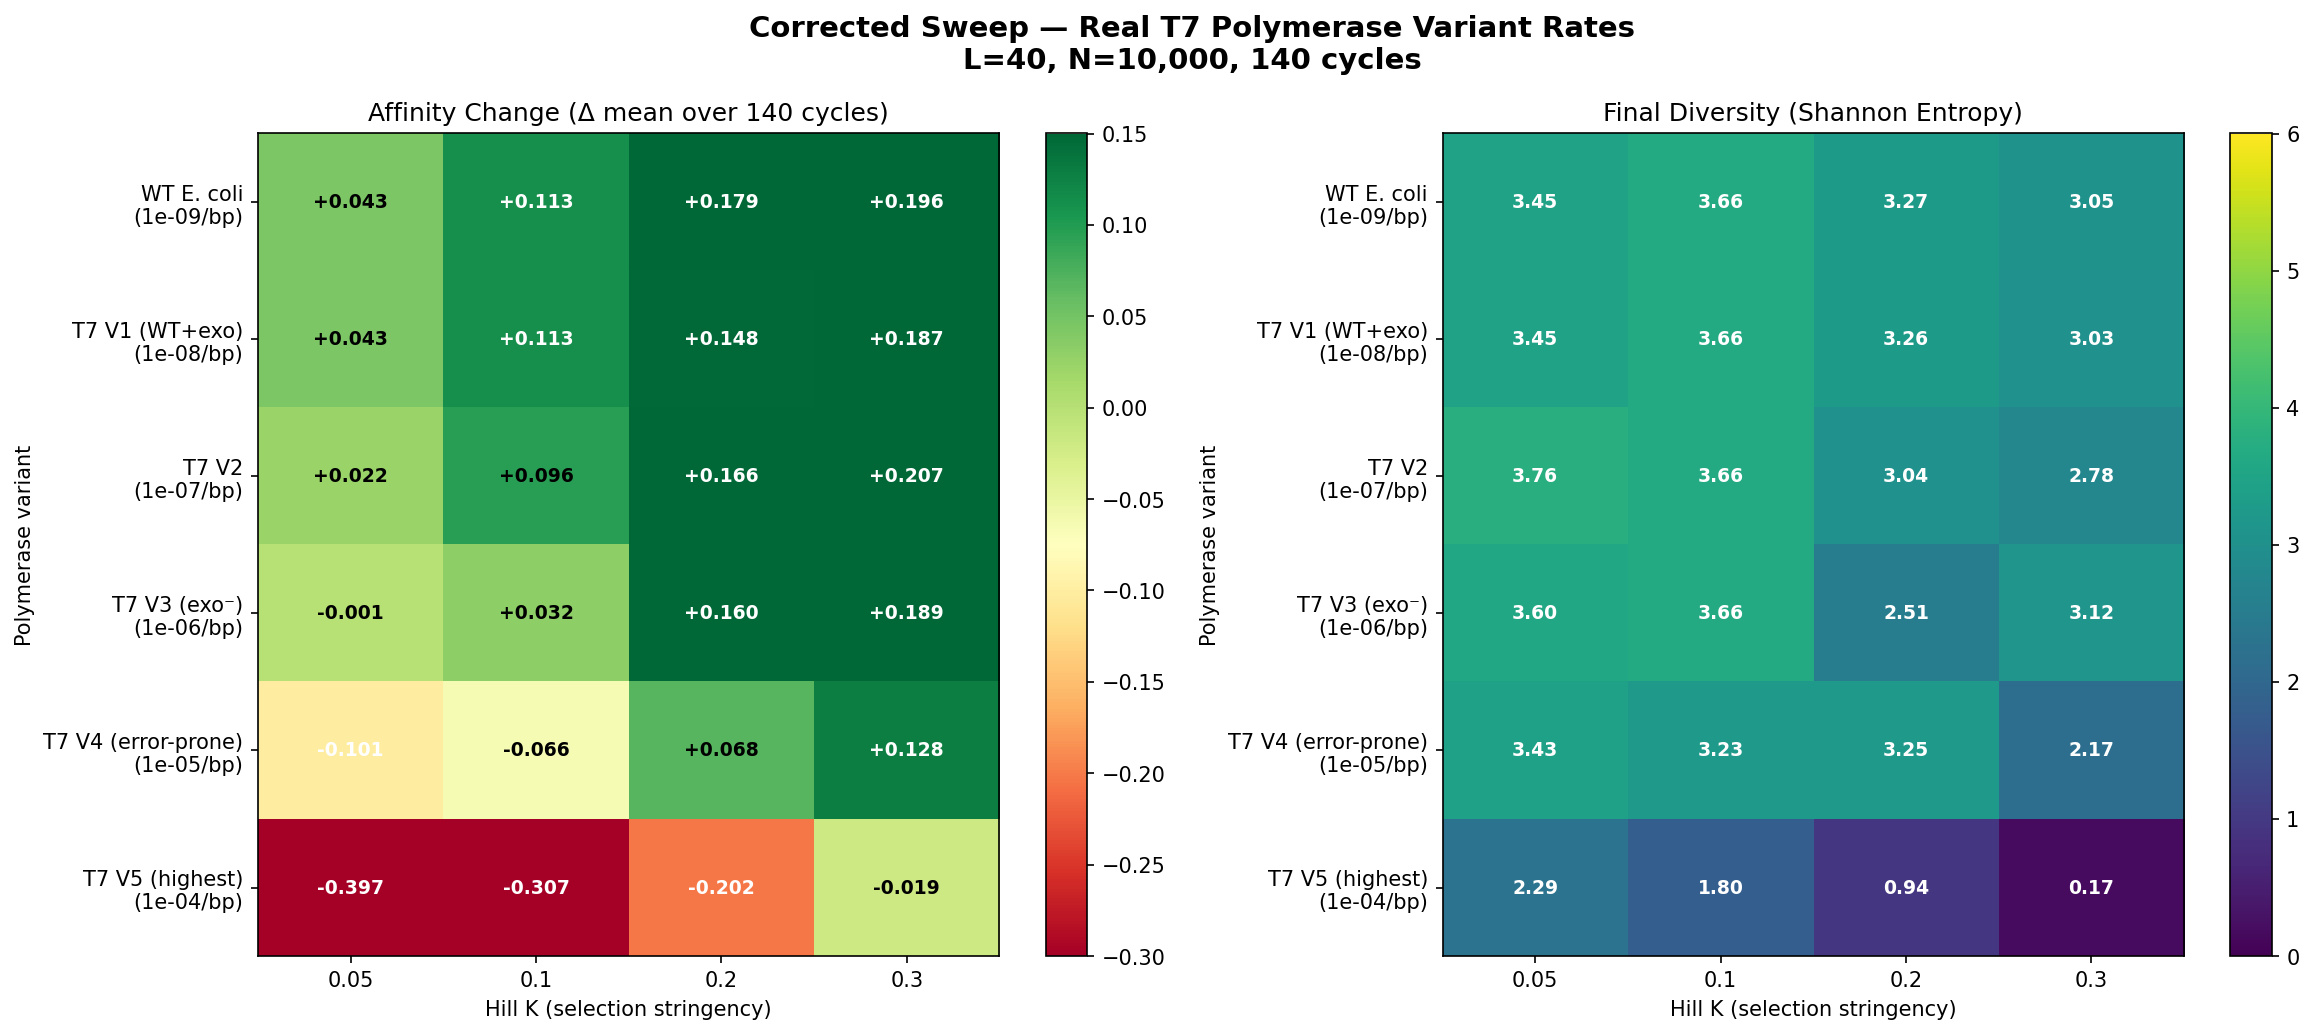 Corrected Sweep — Real T7 Polymerase Variant Rates
L=40, N=10,000, 140 cycles
Affinity Change (Δ mean over 140 cycles)
Polymerase variant
WT E. coli
(1e-09/bp)
+0.043 +0.113 +0.179 +0.196
T7 V1 (WT+exo)
(1e-08/bp)
+0.043 +0.113 +0.148 +0.187
T7 V2
(1e-07/bp)
+0.022 +0.096 +0.166 +0.207
T7 V3 (exo⁻)
(1e-06/bp)
-0.001 +0.032 +0.160 +0.189
T7 V4 (error-prone)
(1e-05/bp)
-0.101 -0.066 +0.068 +0.128
T7 V5 (highest)
(1e-04/bp)
-0.397 -0.307 -0.202 -0.019
0.05 0.1 0.2 0.3
Hill K (selection stringency)
0.15
0.10
0.05
0.00
−0.05
−0.10
−0.15
−0.20
−0.25
−0.30
Final Diversity (Shannon Entropy)
Polymerase variant
WT E. coli
(1e-09/bp)
3.45 3.66 3.27 3.05
T7 V1 (WT+exo)
(1e-08/bp)
3.45 3.66 3.26 3.03
T7 V2
(1e-07/bp)
3.76 3.66 3.04 2.78
T7 V3 (exo⁻)
(1e-06/bp)
3.60 3.66 2.51 3.12
T7 V4 (error-prone)
(1e-05/bp)
3.43 3.23 3.25 2.17
T7 V5 (highest)
(1e-04/bp)
2.29 1.80 0.94 0.17
0.05 0.1 0.2 0.3
Hill K (selection stringency)
6
5
4
3
2
1
0